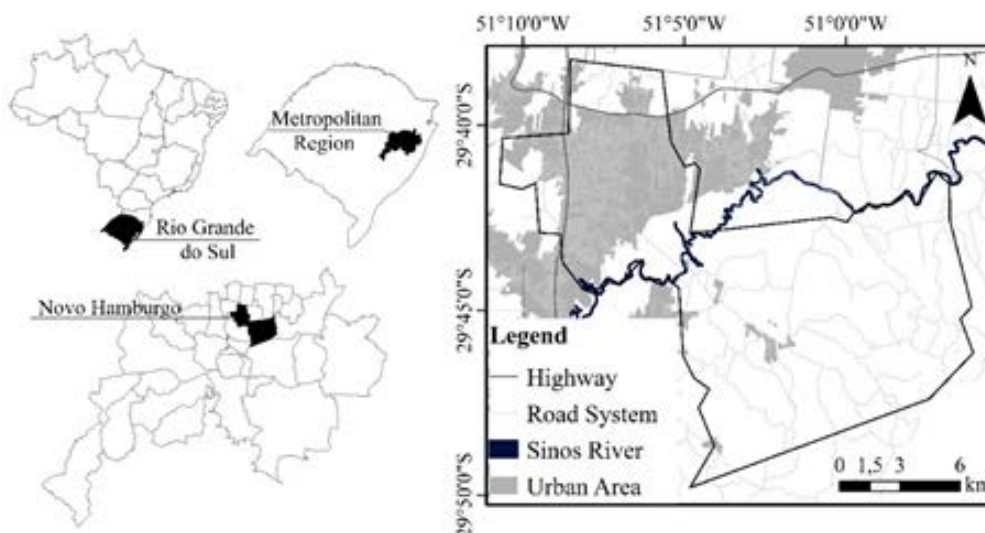 Metropolitan
Region
Rio Grande
do Sul
Novo Hamburgo
51°10'0"W
51°5'0"W
51°0'0"W
29°40'0"S
29°45'0"S
29°50'0"S
N
Legend
Highway
Road System
Sinos River
Urban Area
0 1,5 3 6
km